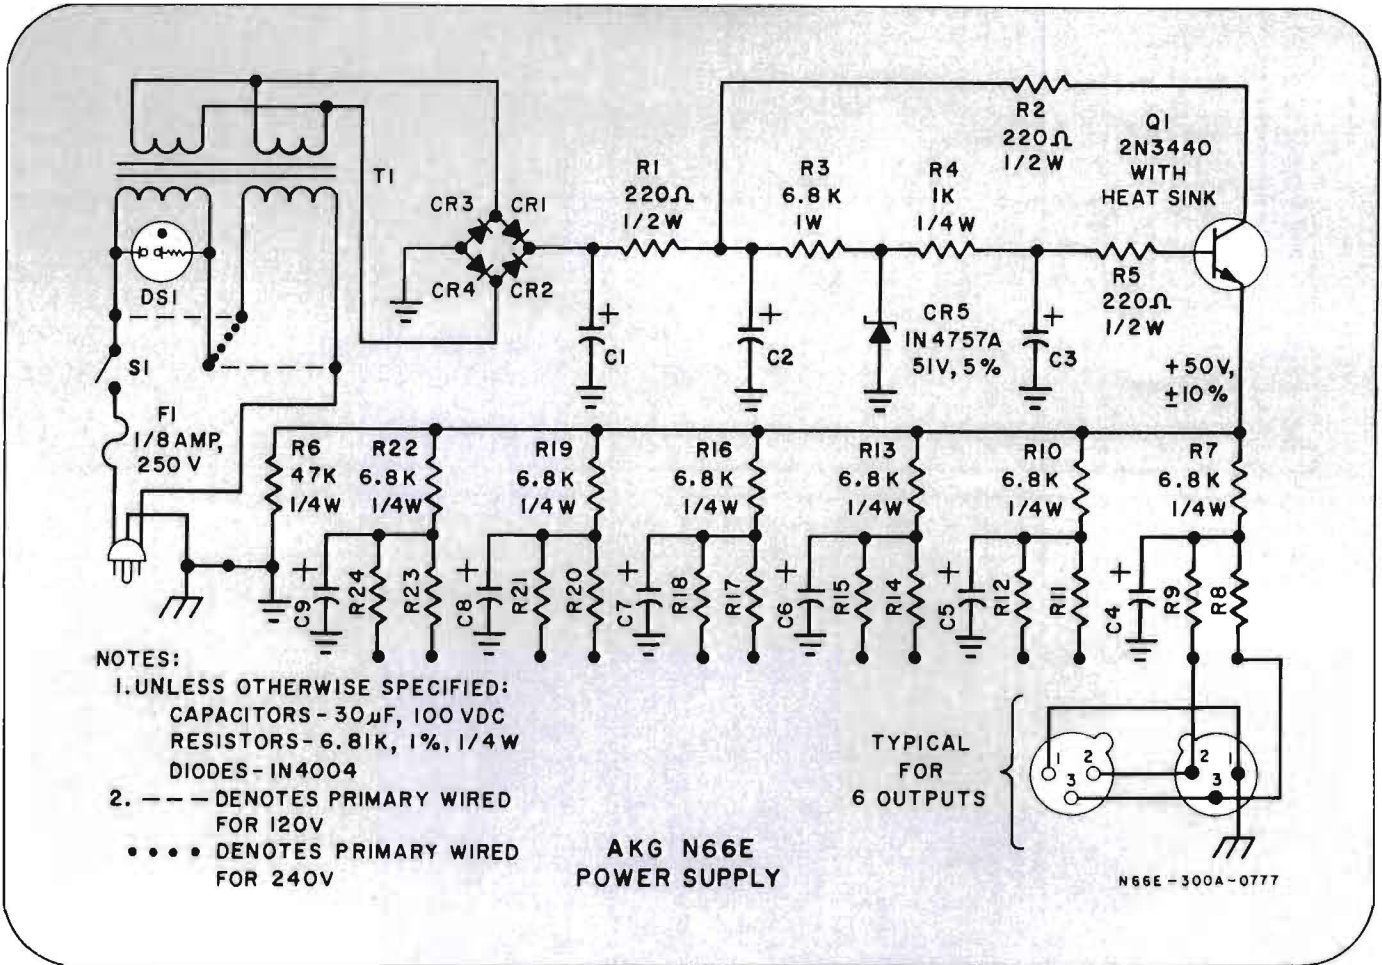 T1
CR3
CR1
CR4
CR2
DS1
S1
F1
1/8 AMP,
250 V
R1
220Ω
1/2W
R2
220Ω
1/2W
R3
6.8 K
1W
R4
1K
1/4W
Q1
2N3440
WITH
HEAT SINK
R5
220Ω
1/2W
C1
+
C2
+
CR5
1N4757A
51V, 5%
C3
+
+50V,
±10%
R6
47K
1/4W
R22
6.8K
1/4W
R19
6.8K
1/4W
R16
6.8K
1/4W
R13
6.8K
1/4W
R10
6.8K
1/4W
R7
6.8K
1/4W
+
C9
R24
R23
+
C8
R21
R20
+
C7
R18
R17
+
C6
R15
R14
+
C5
R12
R11
+
C4
R9
R8
NOTES:
1. UNLESS OTHERWISE SPECIFIED:
CAPACITORS - 30µF, 100 VDC
RESISTORS - 6.81K, 1%, 1/4W
DIODES - 1N4004
2. --- DENOTES PRIMARY WIRED
FOR 120V
• • • • DENOTES PRIMARY WIRED
FOR 240V
AKG N66E
POWER SUPPLY
TYPICAL
FOR
6 OUTPUTS
1
2
3
2
1
3
N66E-300A-0777